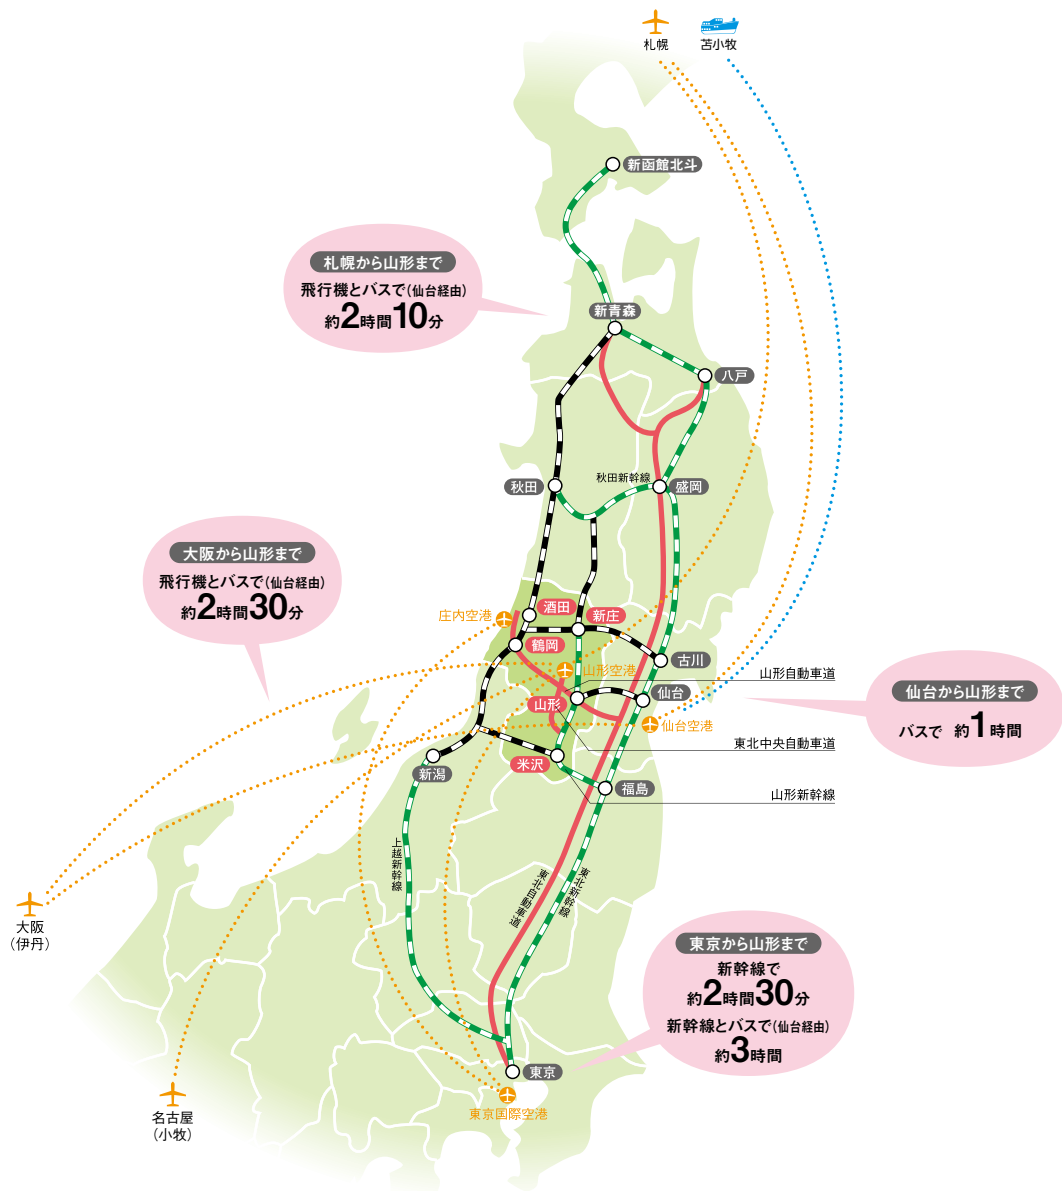 札幌
苫小牧
新函館北斗
札幌から山形まで
飛行機とバスで(仙台経由)
約2時間10分
新青森
八戸
秋田新幹線
秋田
盛岡
大阪から山形まで
飛行機とバスで(仙台経由)
約2時間30分
庄内空港
酒田
新庄
鶴岡
古川
山形空港
山形自動車道
仙台から山形まで
バスで 約1時間
仙台
山形
仙台空港
東北中央自動車道
米沢
新潟
福島
山形新幹線
上越新幹線
東北自動車道
東北新幹線
大阪
(伊丹)
東京から山形まで
新幹線で
約2時間30分
新幹線とバスで(仙台経由)
約3時間
東京
東京国際空港
名古屋
(小牧)